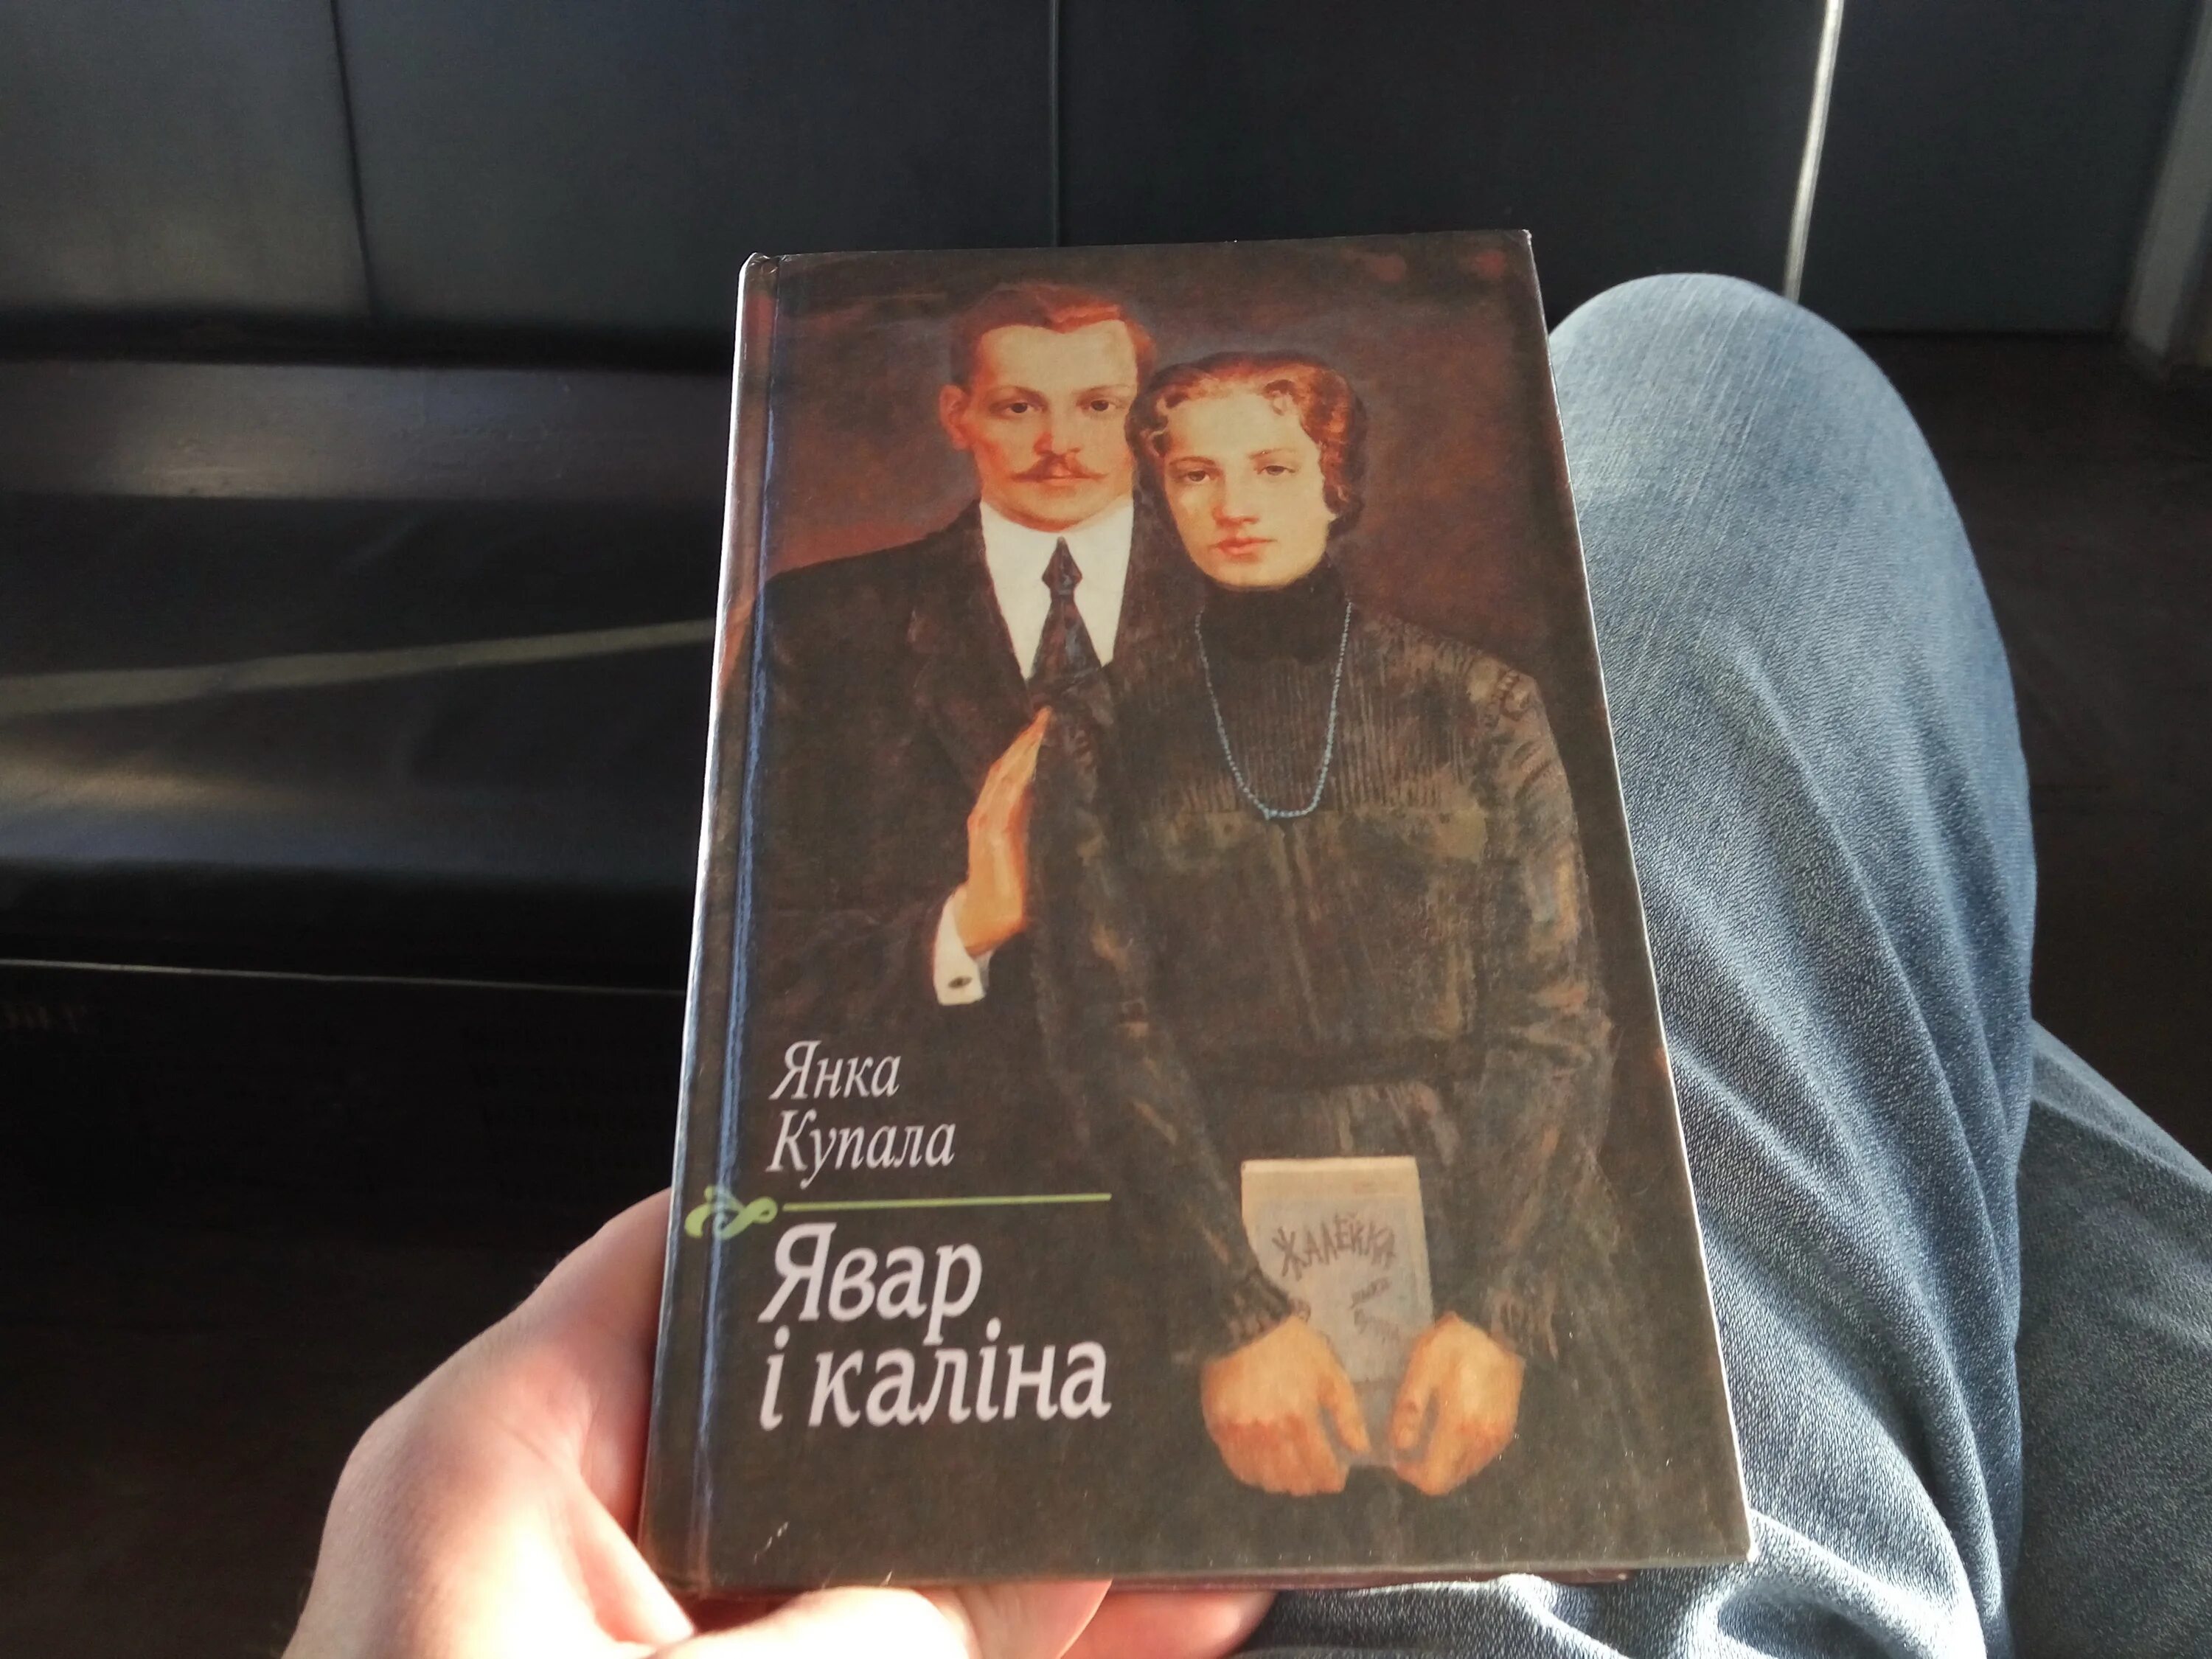 Янка
Купала
Явар
і каліна
ЖАЛЕЙКА